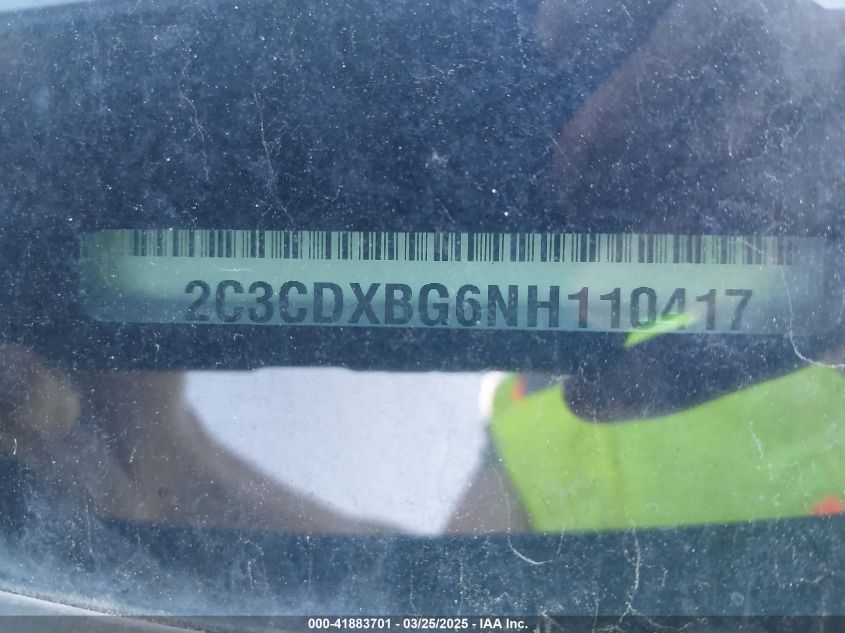 2C3CDXBG6NH110417
000-41883701 - 03/25/2025 - IAA Inc.